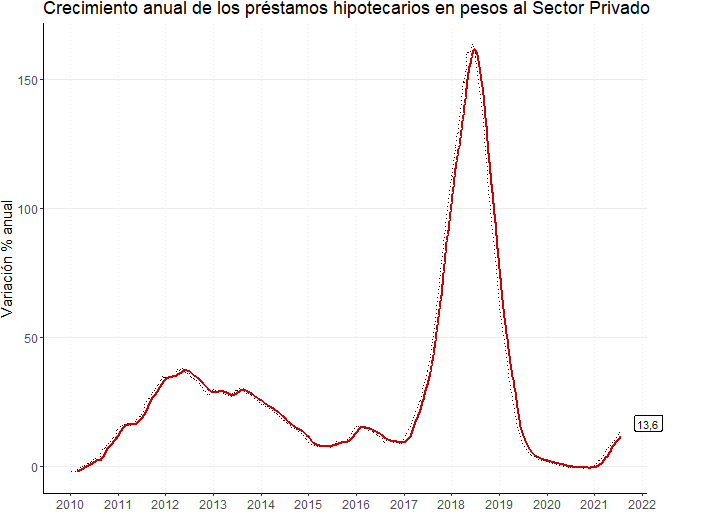 Crecimiento anual de los préstamos hipotecarios en pesos al Sector Privado
Variación % anual
150
100
50
0
13,6
2010 2011 2012 2013 2014 2015 2016 2017 2018 2019 2020 2021 2022